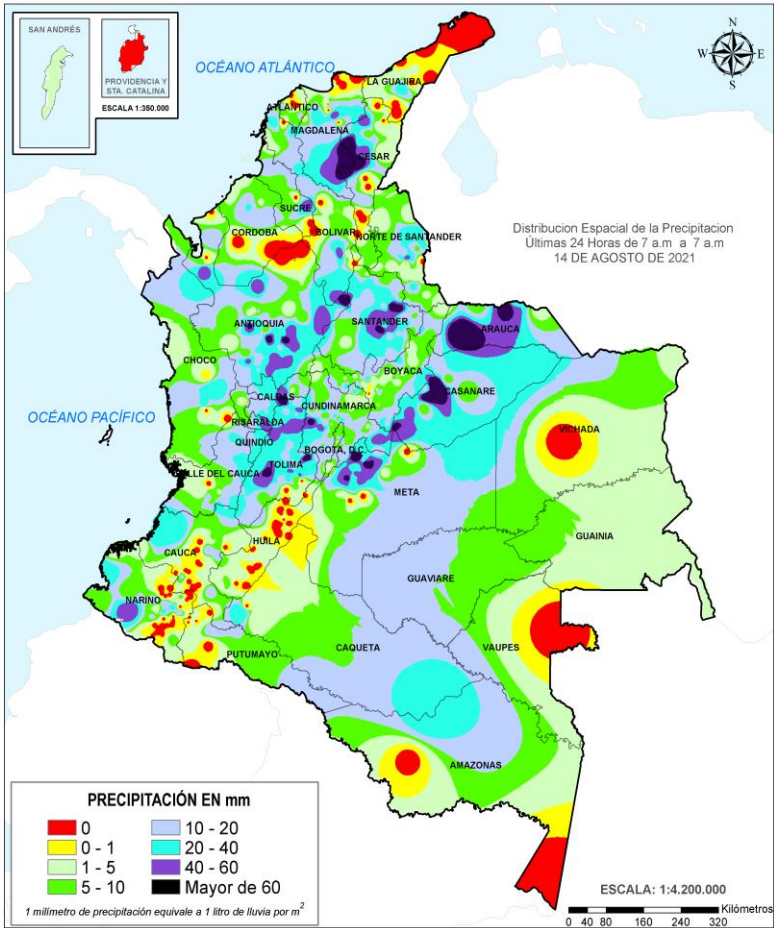 SAN ANDRÉS
PROVIDENCIA Y
STA. CATALINA
ESCALA 1:350.000
OCÉANO ATLÁNTICO
N
W
E
S
LA GUAJIRA
ATLANTICO
MAGDALENA
CESAR
SUCRE
CORDOBA
BOLIVAR
NORTE DE SANTANDER
Distribucion Espacial de la Precipitacion
Últimas 24 Horas de 7 a.m a 7 a.m
14 DE AGOSTO DE 2021
ANTIOQUIA
SANTANDER
ARAUCA
CHOCO
BOYACA
CASANARE
CALDAS
CUNDINAMARCA
OCÉANO PACÍFICO
RISARALDA
VICHADA
QUINDIO
BOGOTA, D.C.
TOLIMA
VALLE DEL CAUCA
META
GUAINIA
HUILA
CAUCA
GUAVIARE
NARIÑO
VAUPES
CAQUETA
PUTUMAYO
AMAZONAS
PRECIPITACIÓN EN mm
0
10 - 20
0 - 1
20 - 40
1 - 5
40 - 60
5 - 10
Mayor de 60
1 milímetro de precipitación equivale a 1 litro de lluvia por m²
ESCALA: 1:4.200.000
Kilómetros
0 40 80 160 240 320